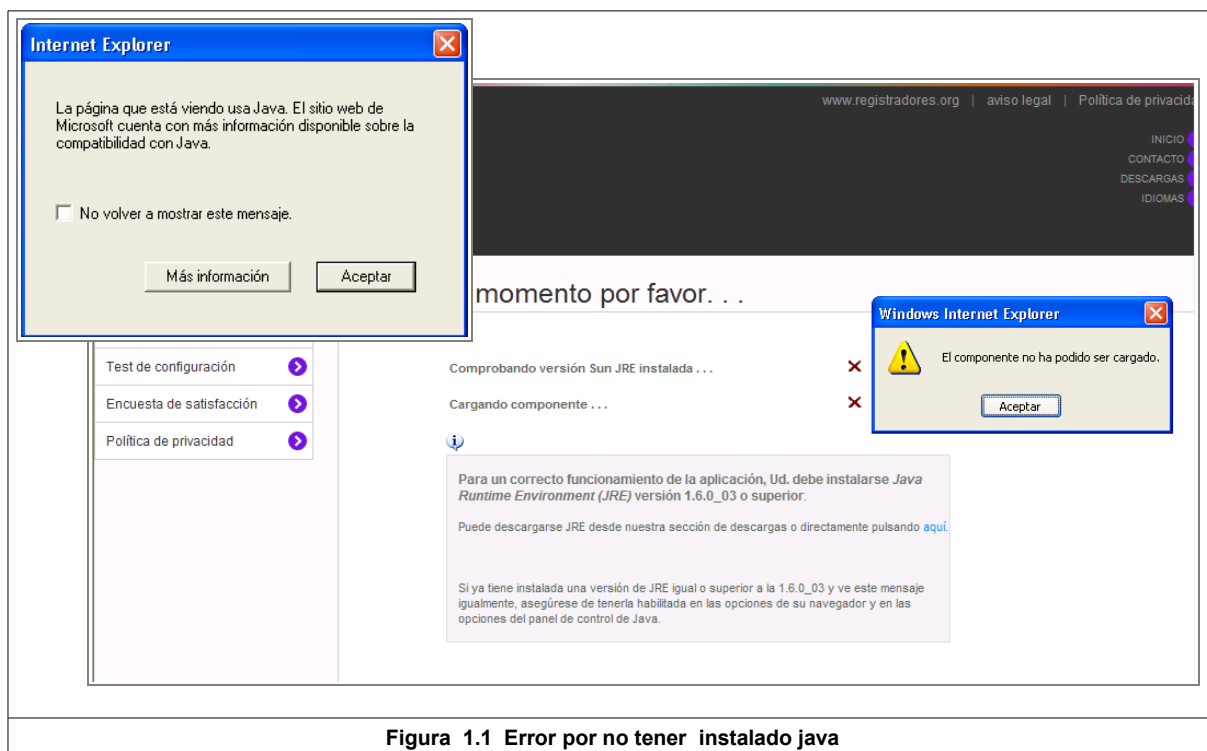 Internet Explorer
La página que está viendo usa Java. El sitio web de
Microsoft cuenta con más información disponible sobre la
compatibilidad con Java.
No volver a mostrar este mensaje.
Más información
Aceptar
www.registradores.org | aviso legal | Política de privacida
INICIO
CONTACTO
DESCARGAS
IDIOMAS
momento por favor. . .
Windows Internet Explorer
El componente no ha podido ser cargado.
Aceptar
Test de configuración
Encuesta de satisfacción
Política de privacidad
Comprobando versión Sun JRE instalada . . .
Cargando componente . . .
Para un correcto funcionamiento de la aplicación, Ud. debe instalarse Java
Runtime Environment (JRE) versión 1.6.0_03 o superior.
Puede descargarse JRE desde nuestra sección de descargas o directamente pulsando aquí.
Si ya tiene instalada una versión de JRE igual o superior a la 1.6.0_03 y ve este mensaje
igualmente, asegúrese de tenerla habilitada en las opciones de su navegador y en las
opciones del panel de control de Java.
Figura 1.1 Error por no tener instalado java